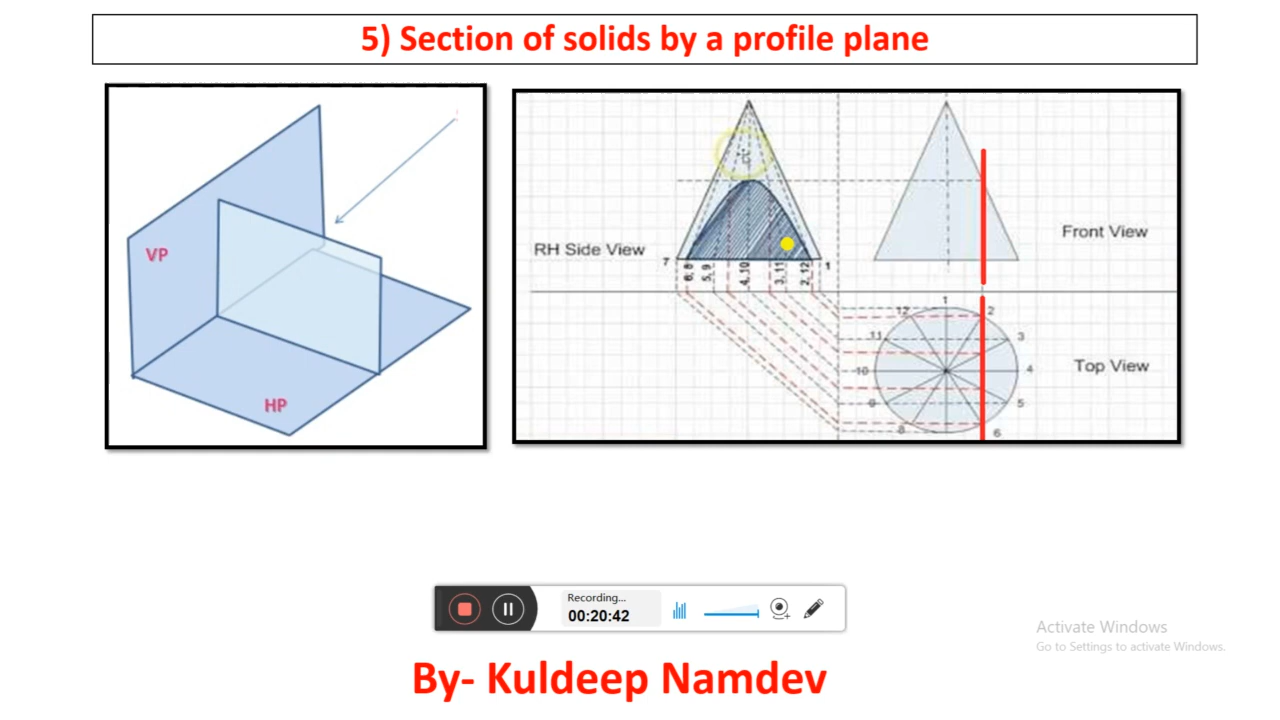 5) Section of solids by a profile plane
VP
HP
RH Side View
7
6, 8
5, 9
4, 10
3, 11
2, 12
1
Front View
1
12
2
11
3
10
4
Top View
9
5
8
6
Recording...
00:20:42
Activate Windows
Go to Settings to activate Windows.
By- Kuldeep Namdev